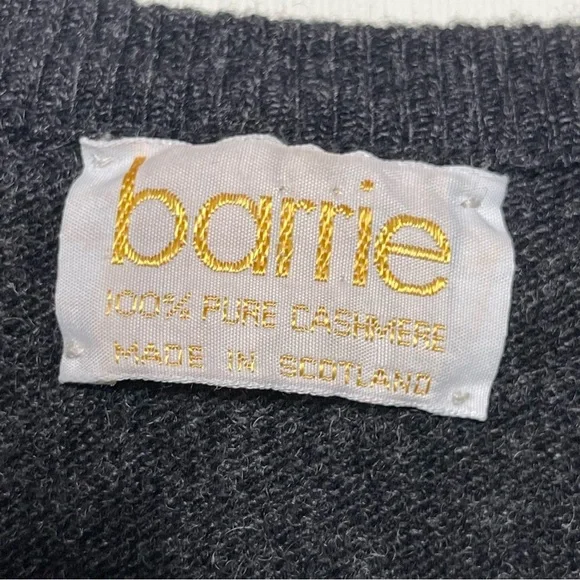 barrie
100% PURE CASHMERE
MADE IN SCOTLAND